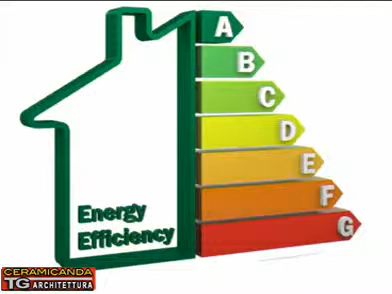 A
B
C
D
E
F
G
Energy
Efficiency
CERAMICANDA
TG ARCHITETTURA